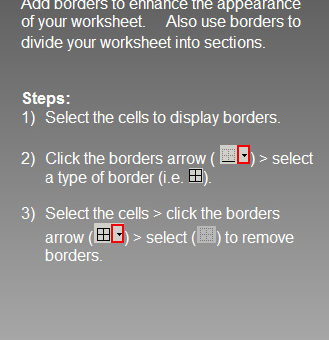 Add borders to enhance the appearance
of your worksheet. Also use borders to
divide your worksheet into sections.
Steps:
1) Select the cells to display borders.
2) Click the borders arrow ( ) > select
a type of border (i.e. ).
3) Select the cells > click the borders
arrow ( ) > select ( ) to remove
borders.